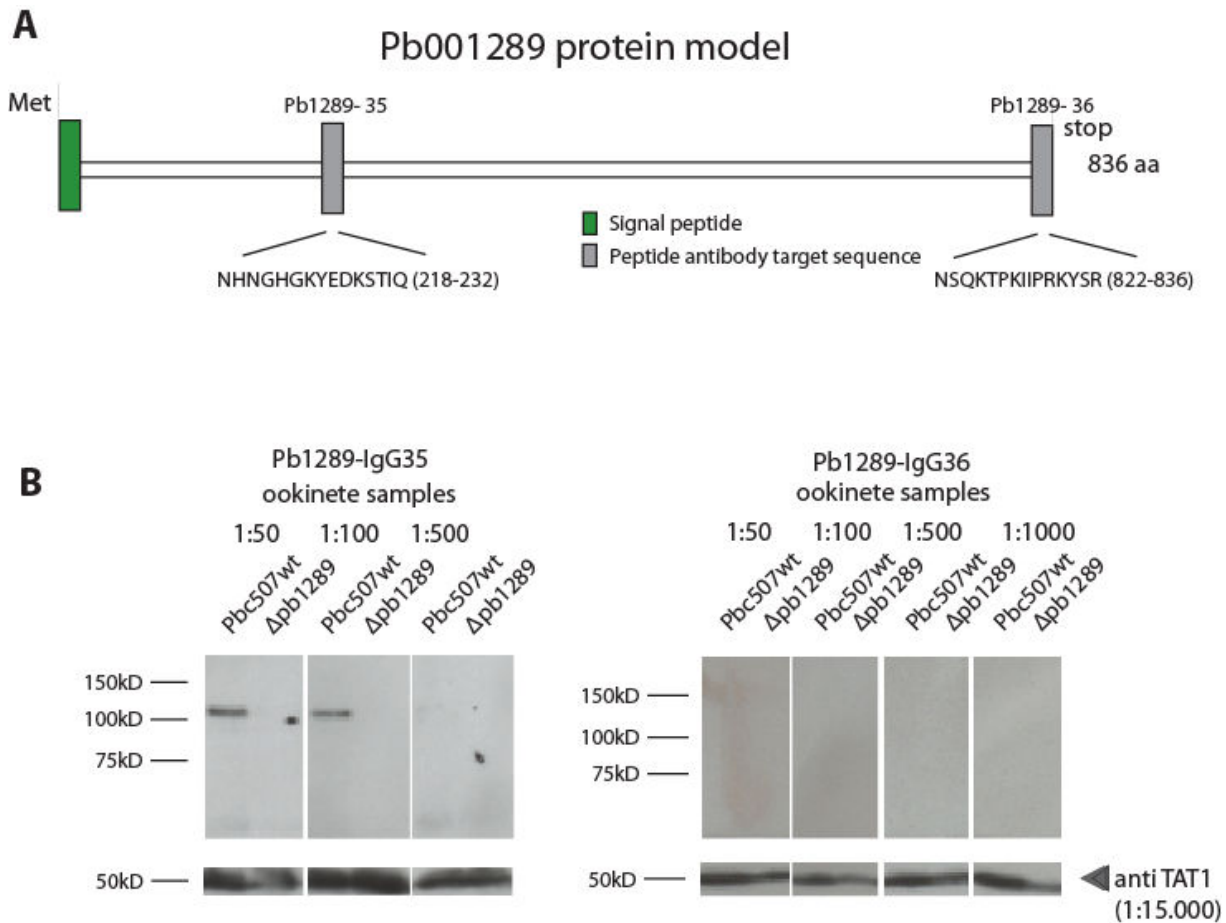 A
Pb001289 protein model
Met
Pb1289- 35
Pb1289- 36
stop
836 aa
Signal peptide
Peptide antibody target sequence
NHNGHGKYEDKSTIQ (218-232)
NSQKTPKIIPRKYSR (822-836)
B
Pb1289-IgG35
ookinete samples
1:50 1:100 1:500
Pbc507wt Δpb1289 Pbc507wt Δpb1289 Pbc507wt Δpb1289
150kD
100kD
75kD
50kD
Pb1289-IgG36
ookinete samples
1:50 1:100 1:500 1:1000
Pbc507wt Δpb1289 Pbc507wt Δpb1289 Pbc507wt Δpb1289 Pbc507wt Δpb1289
150kD
100kD
75kD
50kD
anti TAT1
(1:15.000)